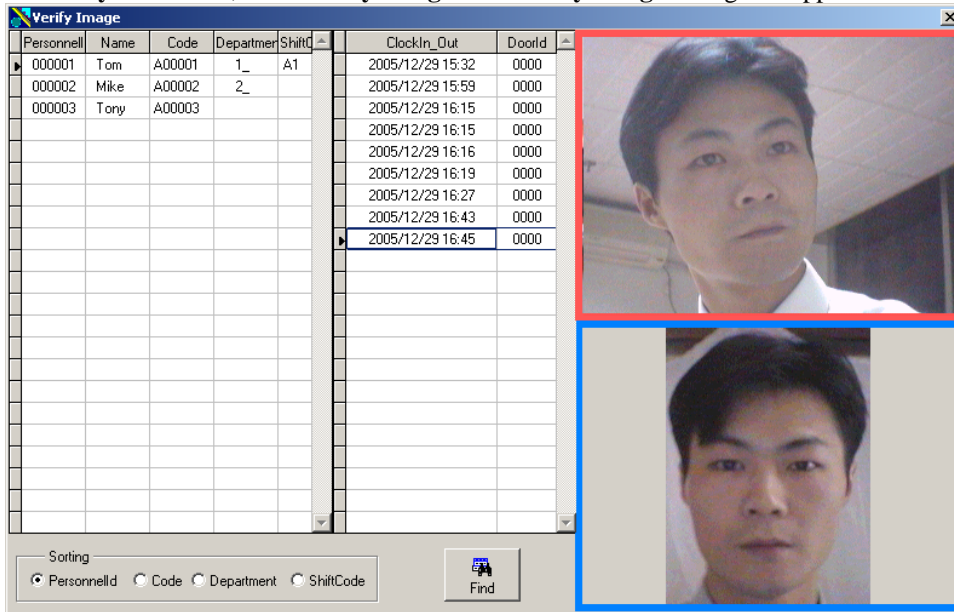 Verify Image
Personnell Name Code Departmer ShiftC ClockIn_Out DoorId
000001 Tom A00001 1_ A1 2005/12/29 15:32 0000
000002 Mike A00002 2_ 2005/12/29 15:59 0000
000003 Tony A00003 2005/12/29 16:15 0000
2005/12/29 16:15 0000
2005/12/29 16:16 0000
2005/12/29 16:19 0000
2005/12/29 16:27 0000
2005/12/29 16:43 0000
2005/12/29 16:45 0000
Sorting
PersonnelId Code Department ShiftCode
Find